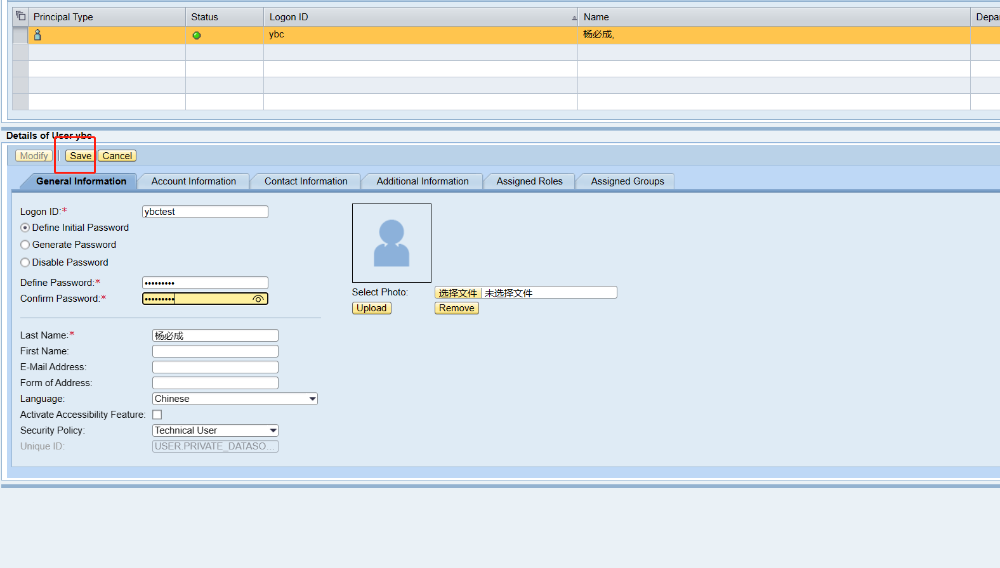 Principal Type Status Logon ID Name Depa
ybc 杨必成,
Details of User ybc
Modify Save Cancel
General Information Account Information Contact Information Additional Information Assigned Roles Assigned Groups
Logon ID:* ybctest
Define Initial Password
Generate Password
Disable Password
Define Password:* •••••••••
Confirm Password:* •••••••••
Select Photo: 选择文件 未选择文件
Upload Remove
Last Name:* 杨必成
First Name:
E-Mail Address:
Form of Address:
Language: Chinese
Activate Accessibility Feature:
Security Policy: Technical User
Unique ID: USER.PRIVATE_DATASO...